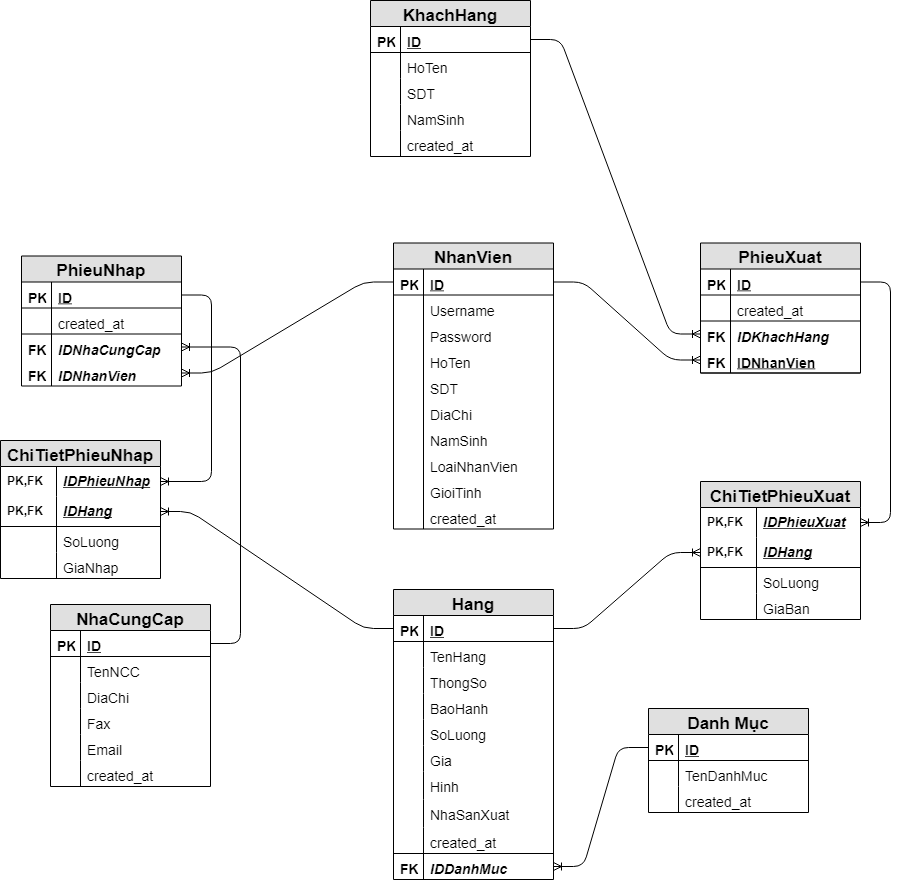 KhachHang
PK ID
HoTen
SDT
NamSinh
created_at
PhieuNhap
PK ID
created_at
FK IDNhaCungCap
FK IDNhanVien
NhanVien
PK ID
Username
Password
HoTen
SDT
DiaChi
NamSinh
LoaiNhanVien
GioiTinh
created_at
PhieuXuat
PK ID
created_at
FK IDKhachHang
FK IDNhanVien
ChiTietPhieuNhap
PK,FK IDPhieuNhap
PK,FK IDHang
SoLuong
GiaNhap
ChiTietPhieuXuat
PK,FK IDPhieuXuat
PK,FK IDHang
SoLuong
GiaBan
NhaCungCap
PK ID
TenNCC
DiaChi
Fax
Email
created_at
Hang
PK ID
TenHang
ThongSo
BaoHanh
SoLuong
Gia
Hinh
NhaSanXuat
created_at
FK IDDanhMuc
Danh Mục
PK ID
TenDanhMuc
created_at